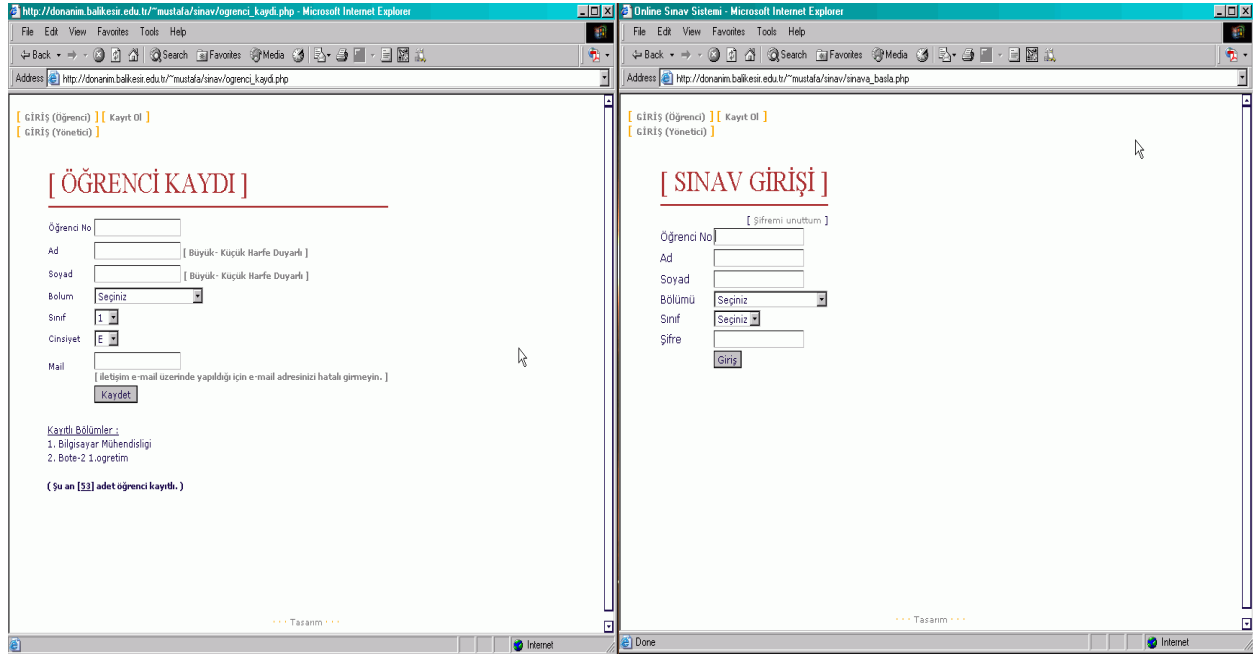 http://donanim.balikesir.edu.tr/~mustafa/sinav/ogrenci_kaydi.php - Microsoft Internet Explorer
File Edit View Favorites Tools Help
Back Search Favorites Media
Address http://donanim.balikesir.edu.tr/~mustafa/sinav/ogrenci_kaydi.php
[ GİRİŞ (Öğrenci) ] [ Kayıt Ol ]
[ GİRİŞ (Yönetici) ]
[ ÖĞRENCİ KAYDI ]
Öğrenci No
Ad [ Büyük- Küçük Harfe Duyarlı ]
Soyad [ Büyük- Küçük Harfe Duyarlı ]
Bolum Seçiniz
Sınıf 1
Cinsiyet E
Mail
[ iletişim e-mail üzerinde yapıldığı için e-mail adresinizi hatalı girmeyin. ]
Kaydet
Kayıtlı Bölümler :
1. Bilgisayar Mühendisligi
2. Bote-2 1.ogretim
( Şu an [53] adet öğrenci kayıtlı. )
· · · Tasarım · · ·
Internet
Online Sinav Sistemi - Microsoft Internet Explorer
File Edit View Favorites Tools Help
Back Search Favorites Media
Address http://donanim.balikesir.edu.tr/~mustafa/sinav/sinava_basla.php
[ GİRİŞ (Öğrenci) ] [ Kayıt Ol ]
[ GİRİŞ (Yönetici) ]
[ SINAV GİRİŞİ ]
[ Şifremi unuttum ]
Öğrenci No
Ad
Soyad
Bölümü Seçiniz
Sınıf Seçiniz
Şifre
Giriş
· · · Tasarım · · ·
Done Internet